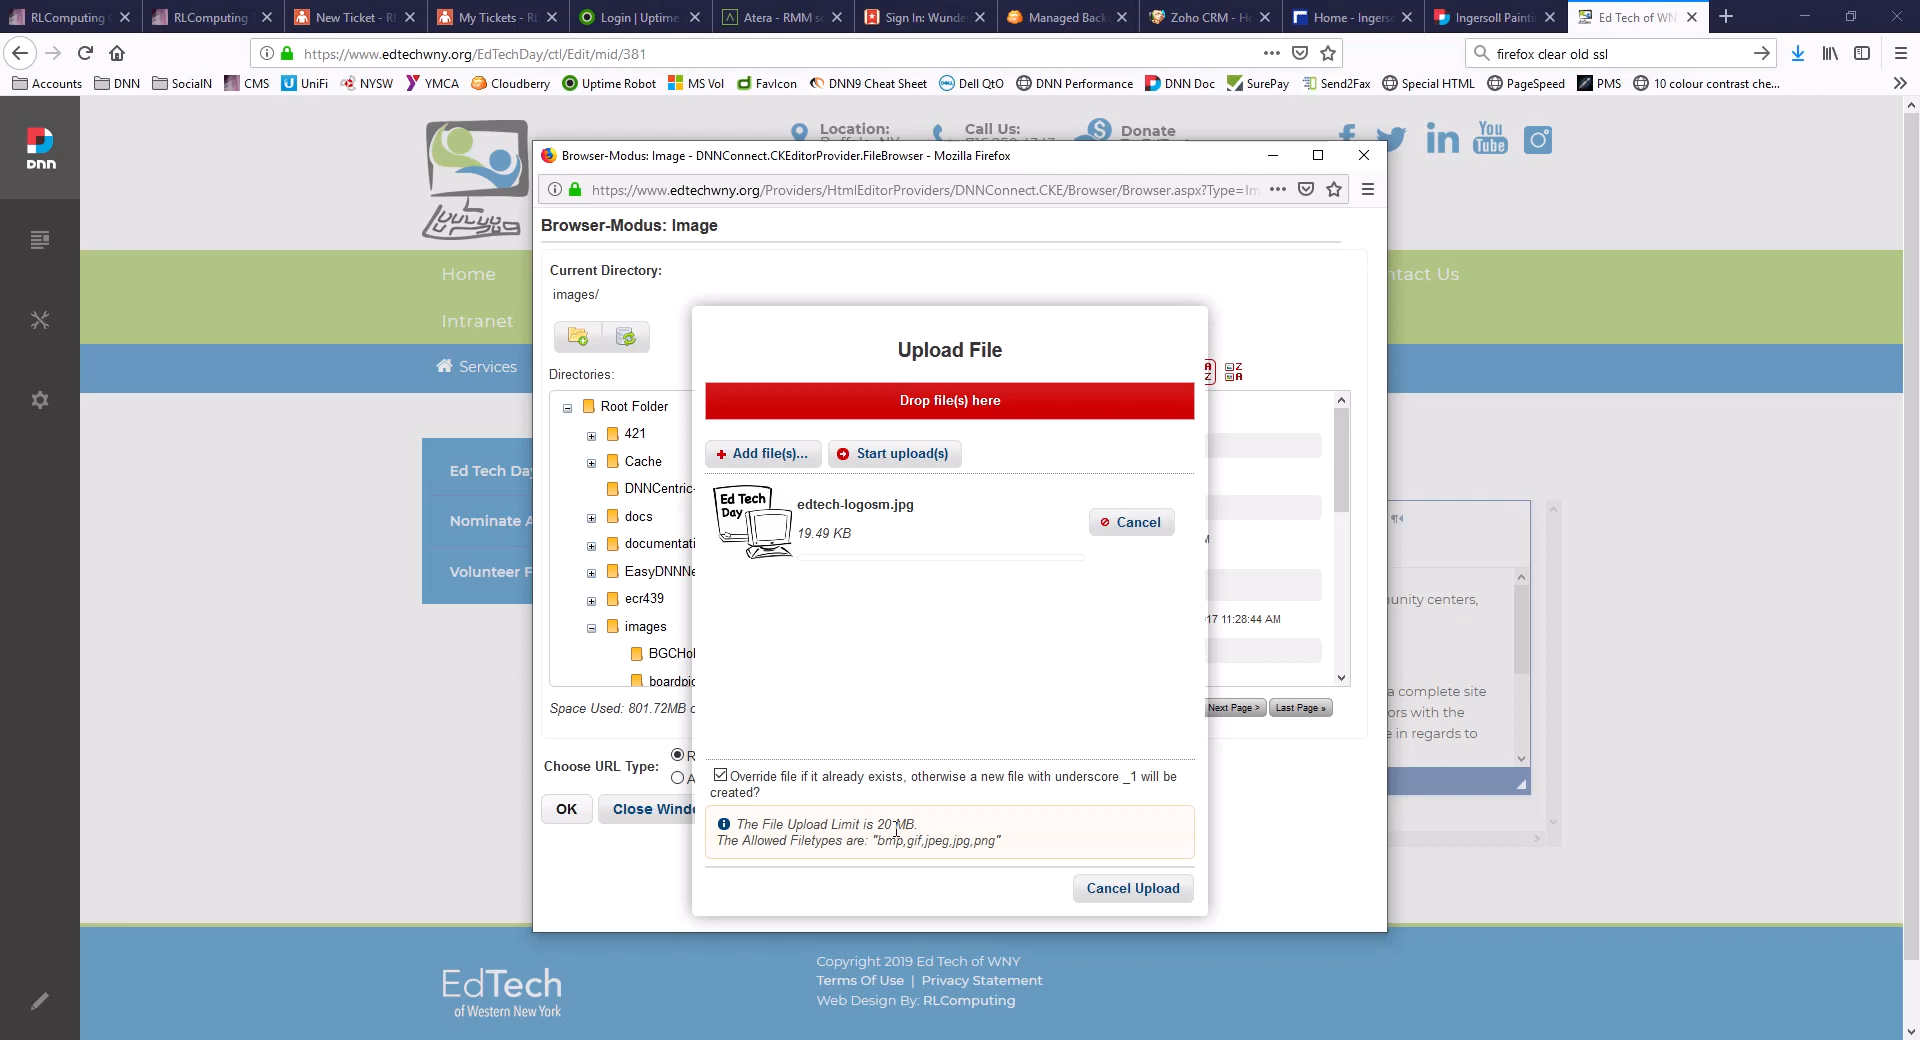 RLComputing
RLComputing
New Ticket - RL
My Tickets - RL
Login | Uptime
Atera - RMM so
Sign In: Wunde
Managed Back
Zoho CRM - Ho
Home - Ingerso
Ingersoll Painti
Ed Tech of WNY
https://www.edtechwny.org/EdTechDay/ctl/Edit/mid/381
firefox clear old ssl
Accounts
DNN
SocialN
CMS
UniFi
NYSW
YMCA
Cloudberry
Uptime Robot
MS Vol
FavIcon
DNN9 Cheat Sheet
Dell QtO
DNN Performance
DNN Doc
SurePay
Send2Fax
Special HTML
PageSpeed
PMS
10 colour contrast che...
DNN
Location:
Call Us:
Donate
You
Tube
Home
ntact Us
Intranet
Services
Ed Tech Da
Nominate A
Volunteer F
Browser-Modus: Image - DNNConnect.CKEditorProvider.FileBrowser - Mozilla Firefox
https://www.edtechwny.org/Providers/HtmlEditorProviders/DNNConnect.CKE/Browser/Browser.aspx?Type=Im
Browser-Modus: Image
Current Directory:
images/
Directories:
Root Folder
421
Cache
DNNCentric-
docs
documentati
EasyDNNNe
ecr439
images
BGCHol
boardpic
Space Used: 801.72MB o
Choose URL Type:
R
A
OK
Close Windo
Upload File
Drop file(s) here
Add file(s)...
Start upload(s)
Ed Tech
Day
edtech-logosm.jpg
19.49 KB
Cancel
Override file if it already exists, otherwise a new file with underscore _1 will be
created?
The File Upload Limit is 20 MB.
The Allowed Filetypes are: "bmp,gif,jpeg,jpg,png"
Cancel Upload
M
17 11:28:44 AM
Next Page >
Last Page »
unity centers,
a complete site
ors with the
e in regards to
EdTech
of Western New York
Copyright 2019 Ed Tech of WNY
Terms Of Use | Privacy Statement
Web Design By: RLComputing